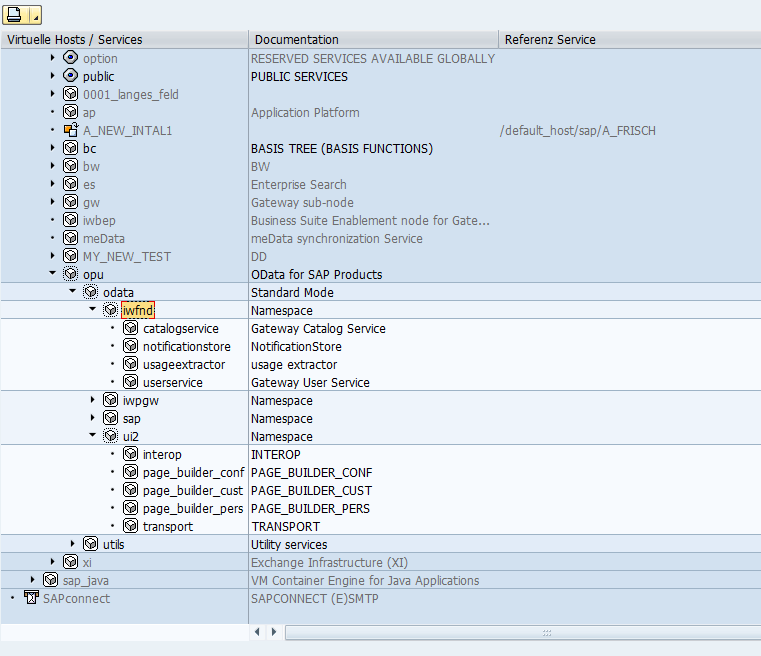 Virtuelle Hosts / Services Documentation Referenz Service
option RESERVED SERVICES AVAILABLE GLOBALLY
public PUBLIC SERVICES
0001_langes_feld
ap Application Platform
A_NEW_INTAL1 /default_host/sap/A_FRISCH
bc BASIS TREE (BASIS FUNCTIONS)
bw BW
es Enterprise Search
gw Gateway sub-node
iwbep Business Suite Enablement node for Gate...
meData meData synchronization Service
MY_NEW_TEST DD
opu OData for SAP Products
odata Standard Mode
iwfnd Namespace
catalogservice Gateway Catalog Service
notificationstore NotificationStore
usageextractor usage extractor
userservice Gateway User Service
iwpgw Namespace
sap Namespace
ui2 Namespace
interop INTEROP
page_builder_conf PAGE_BUILDER_CONF
page_builder_cust PAGE_BUILDER_CUST
page_builder_pers PAGE_BUILDER_PERS
transport TRANSPORT
utils Utility services
xi Exchange Infrastructure (XI)
sap_java VM Container Engine for Java Applications
SAPconnect SAPCONNECT (E)SMTP